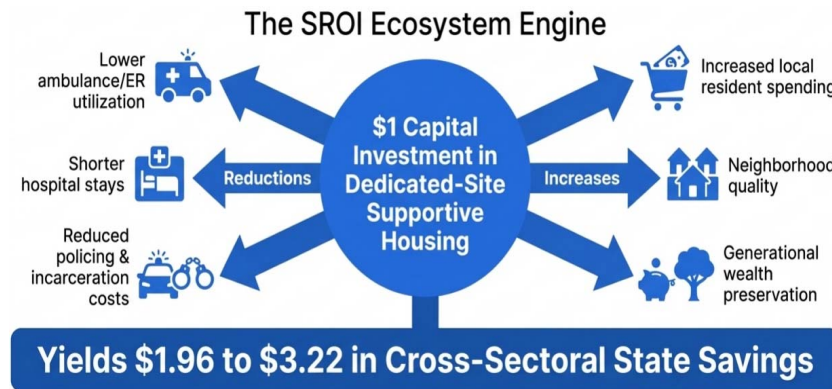 The SROI Ecosystem Engine
Lower
ambulance/ER
utilization
Shorter
hospital stays
Reduced
policing &
incarceration
costs
Reductions
$1 Capital
Investment in
Dedicated-Site
Supportive
Housing
Increases
Increased local
resident spending
Neighborhood
quality
Generational
wealth
preservation
Yields $1.96 to $3.22 in Cross-Sectoral State Savings